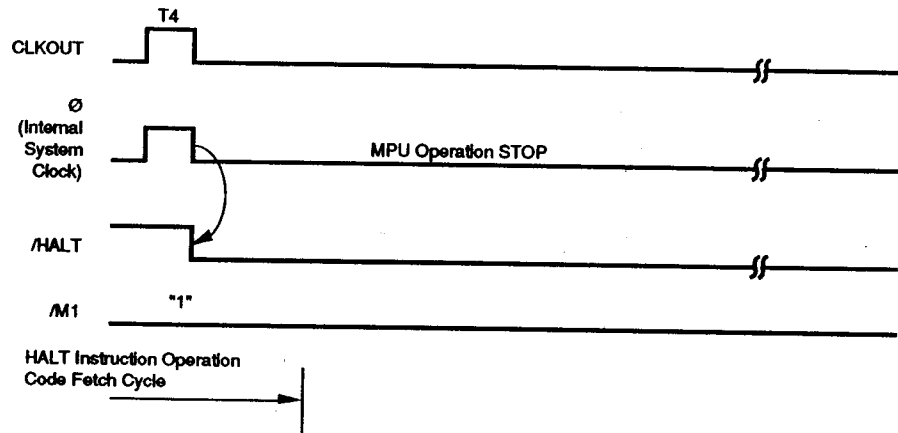 T4
CLKOUT
Ø
(Internal
System
Clock)
MPU Operation STOP
/HALT
/M1
"1"
HALT Instruction Operation
Code Fetch Cycle